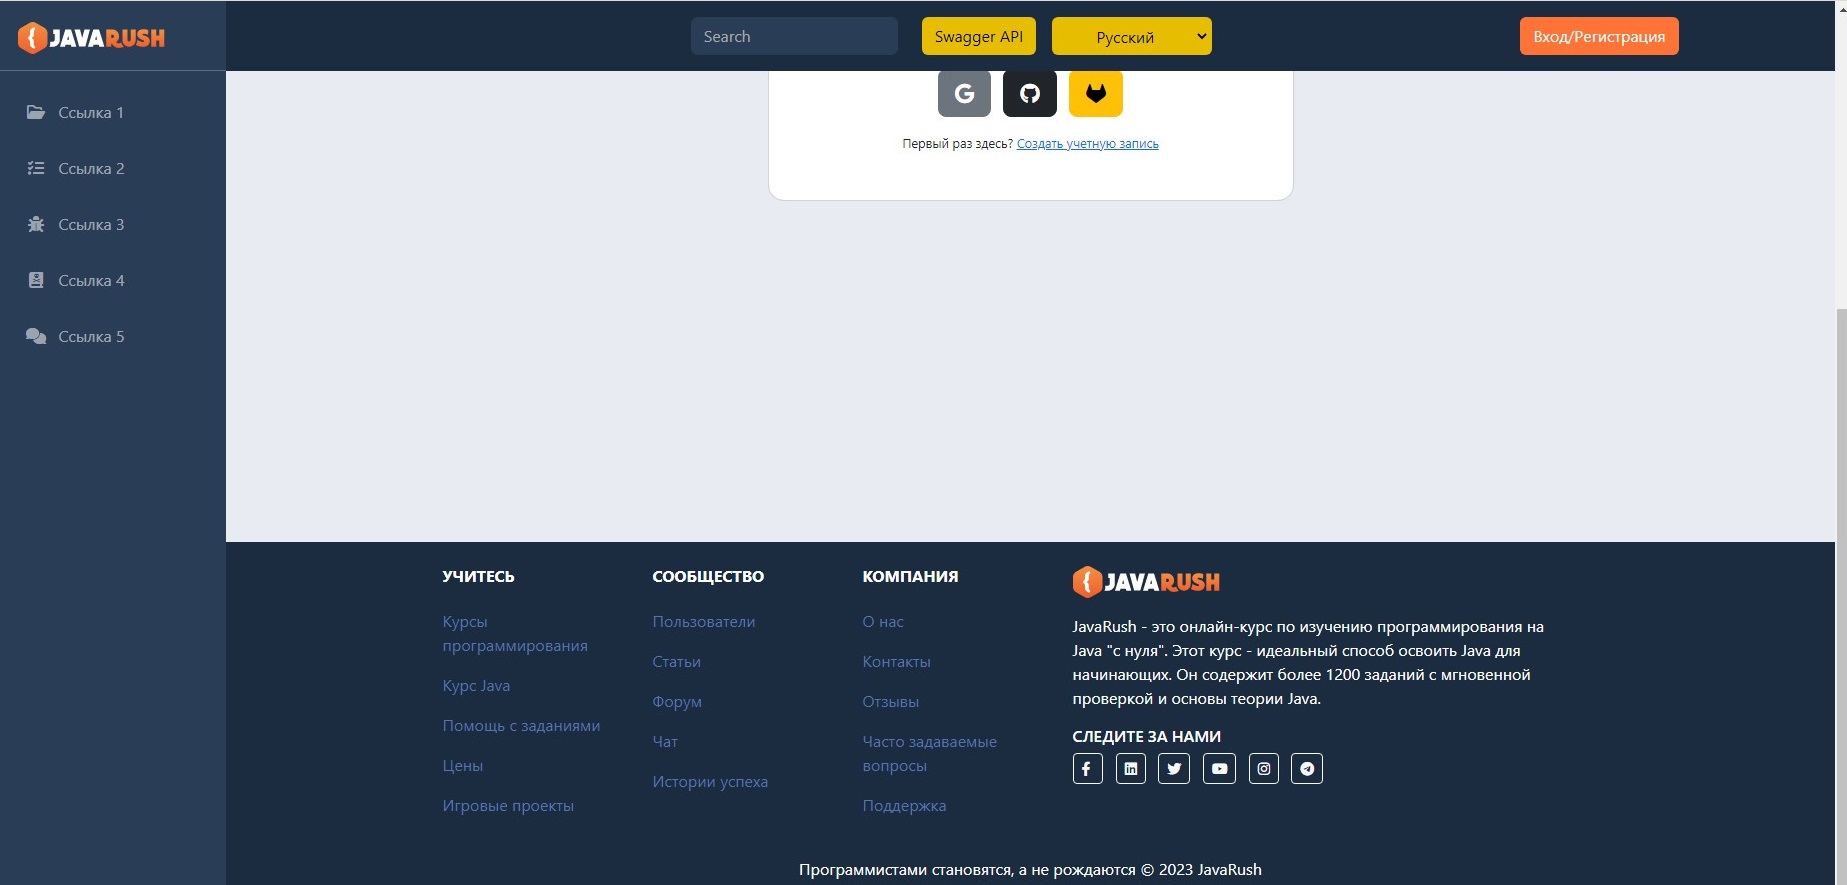 JAVARUSH
Search
Swagger API
Русский
Вход/Регистрация
Ссылка 1
Ссылка 2
Ссылка 3
Ссылка 4
Ссылка 5
Первый раз здесь? Создать учетную запись
УЧИТЕСЬ
Курсы
программирования
Курс Java
Помощь с заданиями
Цены
Игровые проекты
СООБЩЕСТВО
Пользователи
Статьи
Форум
Чат
Истории успеха
КОМПАНИЯ
О нас
Контакты
Отзывы
Часто задаваемые
вопросы
Поддержка
JAVARUSH
JavaRush - это онлайн-курс по изучению программирования на
Java "с нуля". Этот курс - идеальный способ освоить Java для
начинающих. Он содержит более 1200 заданий с мгновенной
проверкой и основы теории Java.
СЛЕДИТЕ ЗА НАМИ
Программистами становятся, а не рождаются © 2023 JavaRush